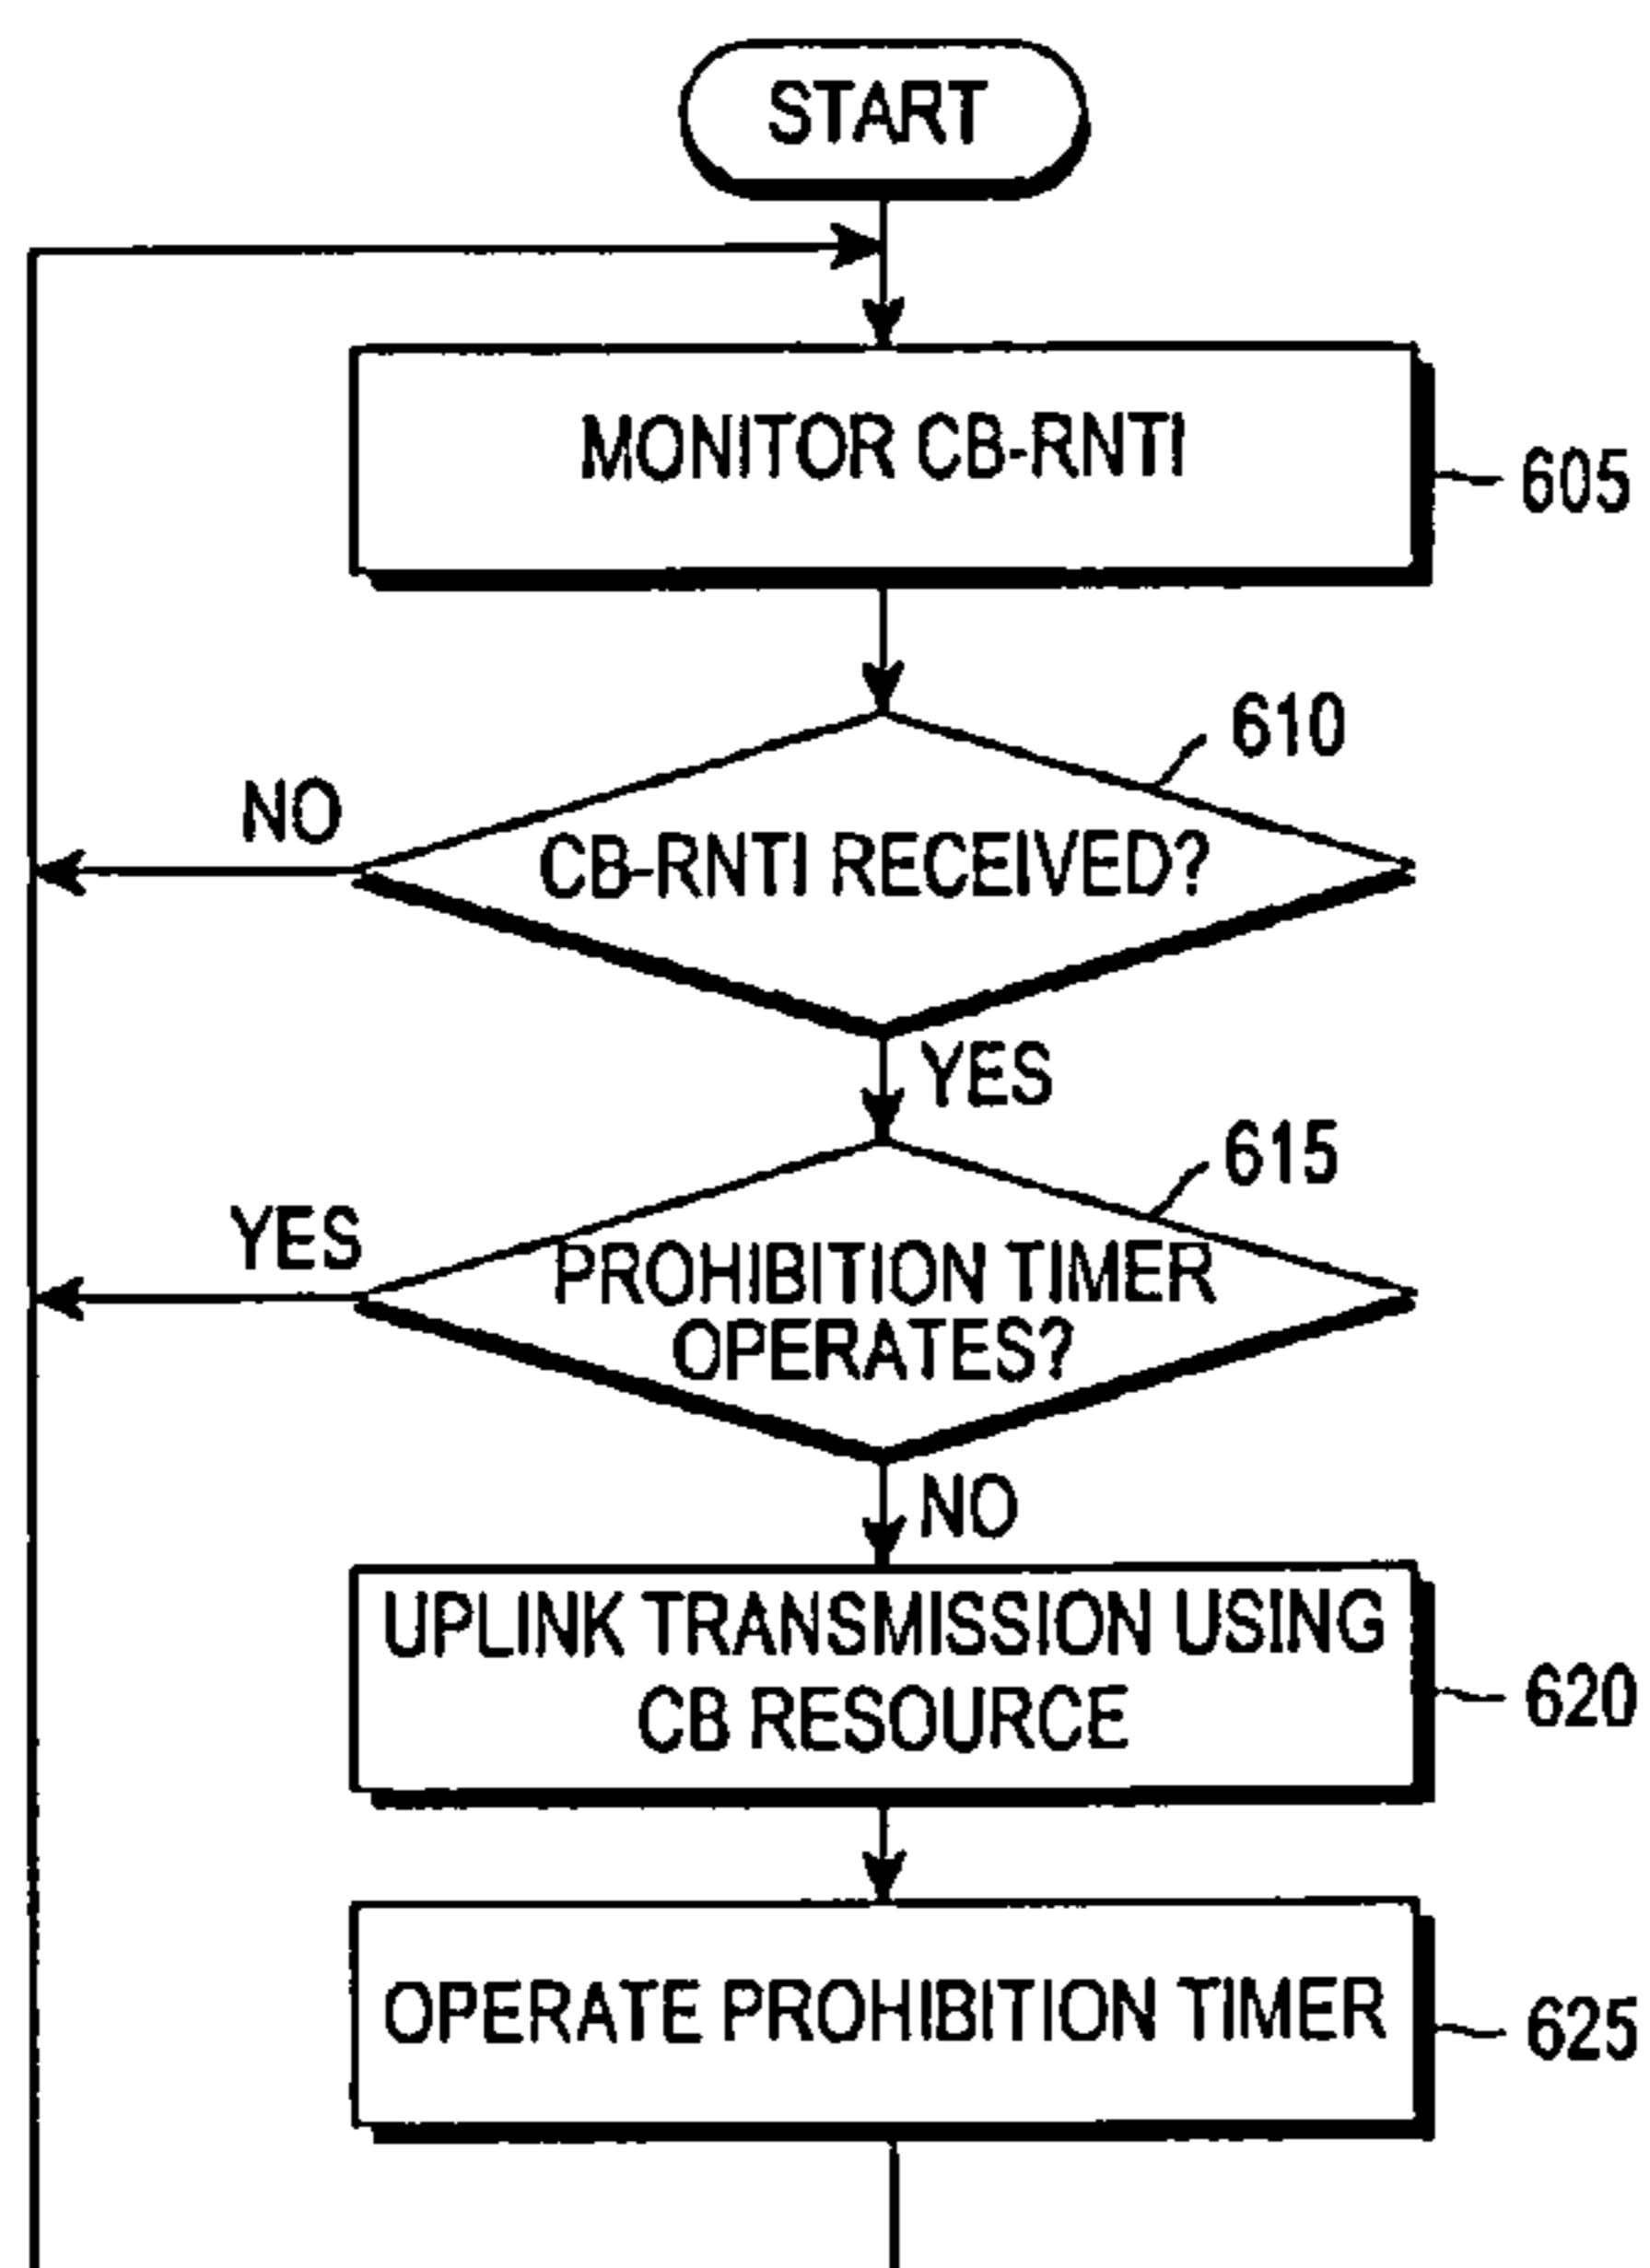 START
MONITOR CB-RNTI
605
610
NO
CB-RNTI RECEIVED?
YES
615
YES
PROHIBITION TIMER
OPERATES?
NO
UPLINK TRANSMISSION USING
CB RESOURCE
620
OPERATE PROHIBITION TIMER
625